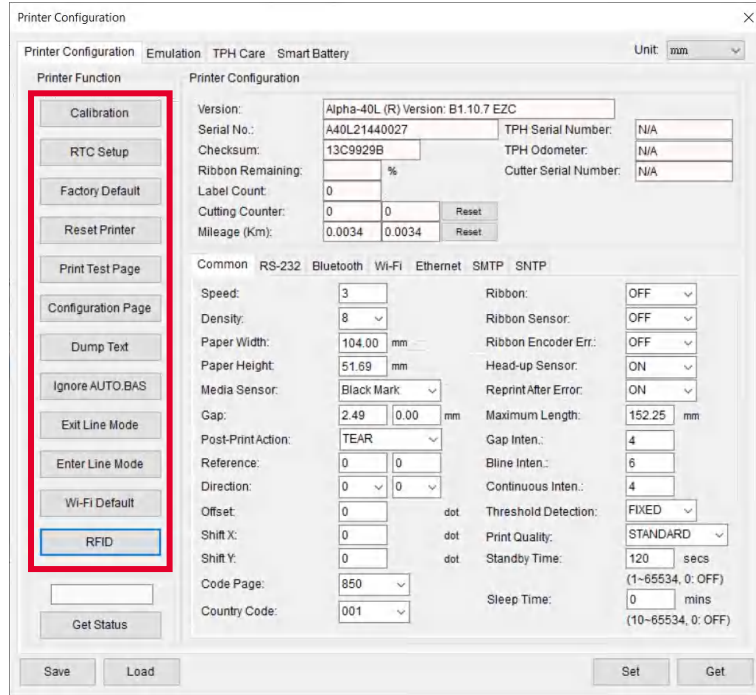 Printer Configuration
Printer Configuration Emulation TPH Care Smart Battery Unit: mm
Printer Function
Calibration
RTC Setup
Factory Default
Reset Printer
Print Test Page
Configuration Page
Dump Text
Ignore AUTO.BAS
Exit Line Mode
Enter Line Mode
Wi-Fi Default
RFID
Get Status
Printer Configuration
Version: Alpha-40L (R) Version: B1.10.7 EZC
Serial No.: A40L21440027 TPH Serial Number: N/A
Checksum: 13C9929B TPH Odometer: N/A
Ribbon Remaining: % Cutter Serial Number: N/A
Label Count: 0
Cutting Counter: 0 0 Reset
Mileage (Km): 0.0034 0.0034 Reset
Common RS-232 Bluetooth Wi-Fi Ethernet SMTP SNTP
Speed: 3 Ribbon: OFF
Density: 8 Ribbon Sensor: OFF
Paper Width: 104.00 mm Ribbon Encoder Err.: OFF
Paper Height: 51.69 mm Head-up Sensor: ON
Media Sensor: Black Mark Reprint After Error: ON
Gap: 2.49 0.00 mm Maximum Length: 152.25 mm
Post-Print Action: TEAR Gap Inten.: 4
Reference: 0 0 Bline Inten.: 6
Direction: 0 0 Continuous Inten.: 4
Offset: 0 dot Threshold Detection: FIXED
Shift X: 0 dot Print Quality: STANDARD
Shift Y: 0 dot Standby Time: 120 secs
(1~65534, 0: OFF)
Code Page: 850 Sleep Time: 0 mins
Country Code: 001 (10~65534, 0: OFF)
Save Load Set Get